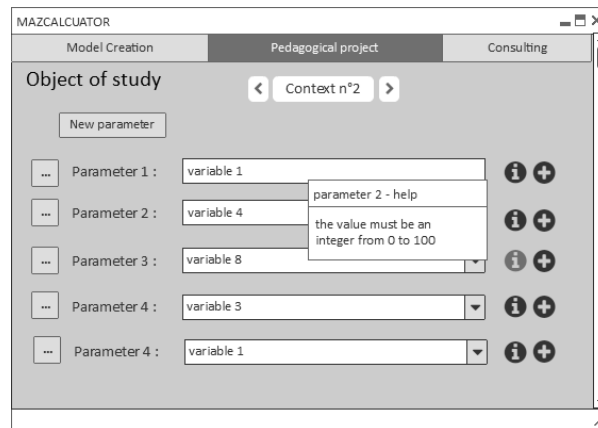 MAZCALCUATOR
Model Creation Pedagogical project Consulting
Object of study
< Context n°2 >
New parameter
... Parameter 1 : variable 1
parameter 2 - help
... Parameter 2 : variable 4
the value must be an
integer from 0 to 100
... Parameter 3 : variable 8
... Parameter 4 : variable 3
... Parameter 4 : variable 1